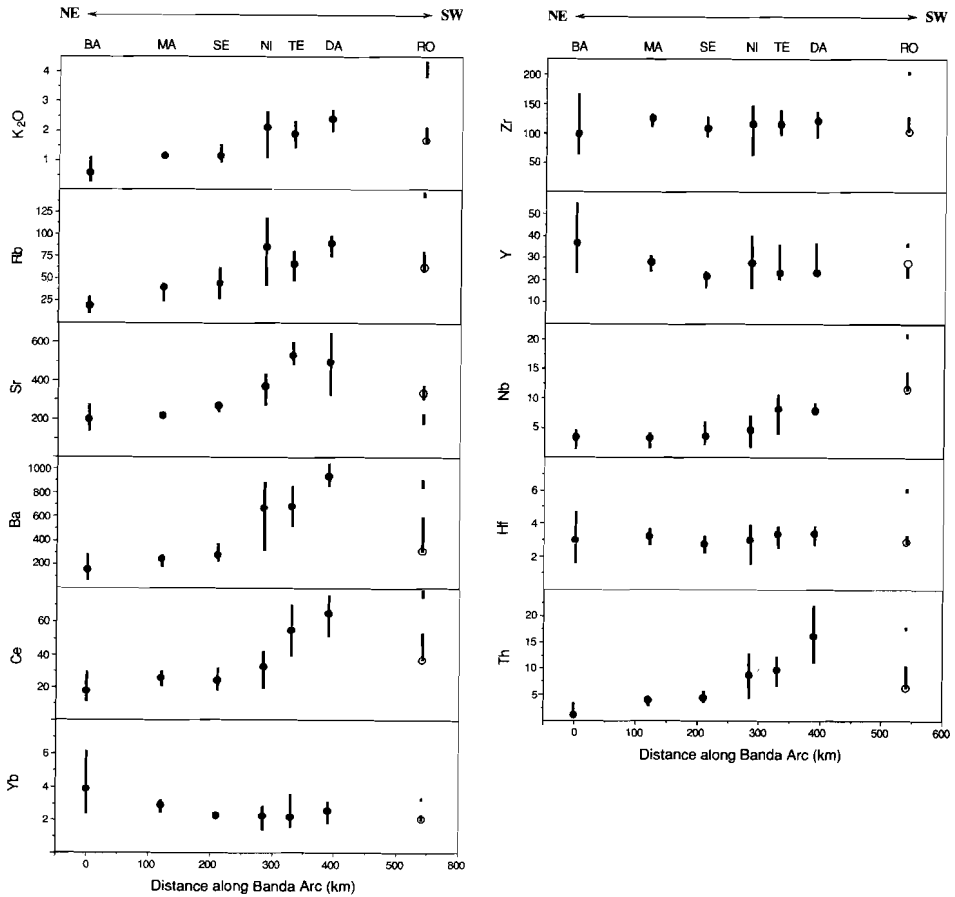 NE SW
BA MA SE NI TE DA RO
K2O
4
3
2
1
Rb
125
100
75
50
25
Sr
600
400
200
Ba
1000
800
600
400
200
Ce
60
40
20
Yb
6
4
2
0 100 200 300 400 500 800
Distance along Banda Arc (km)
NE SW
BA MA SE NI TE DA RO
Zr
200
150
100
50
Y
50
40
30
20
10
Nb
20
15
10
5
Hf
6
4
2
Th
20
15
10
5
0 100 200 300 400 500 600
Distance along Banda Arc (km)